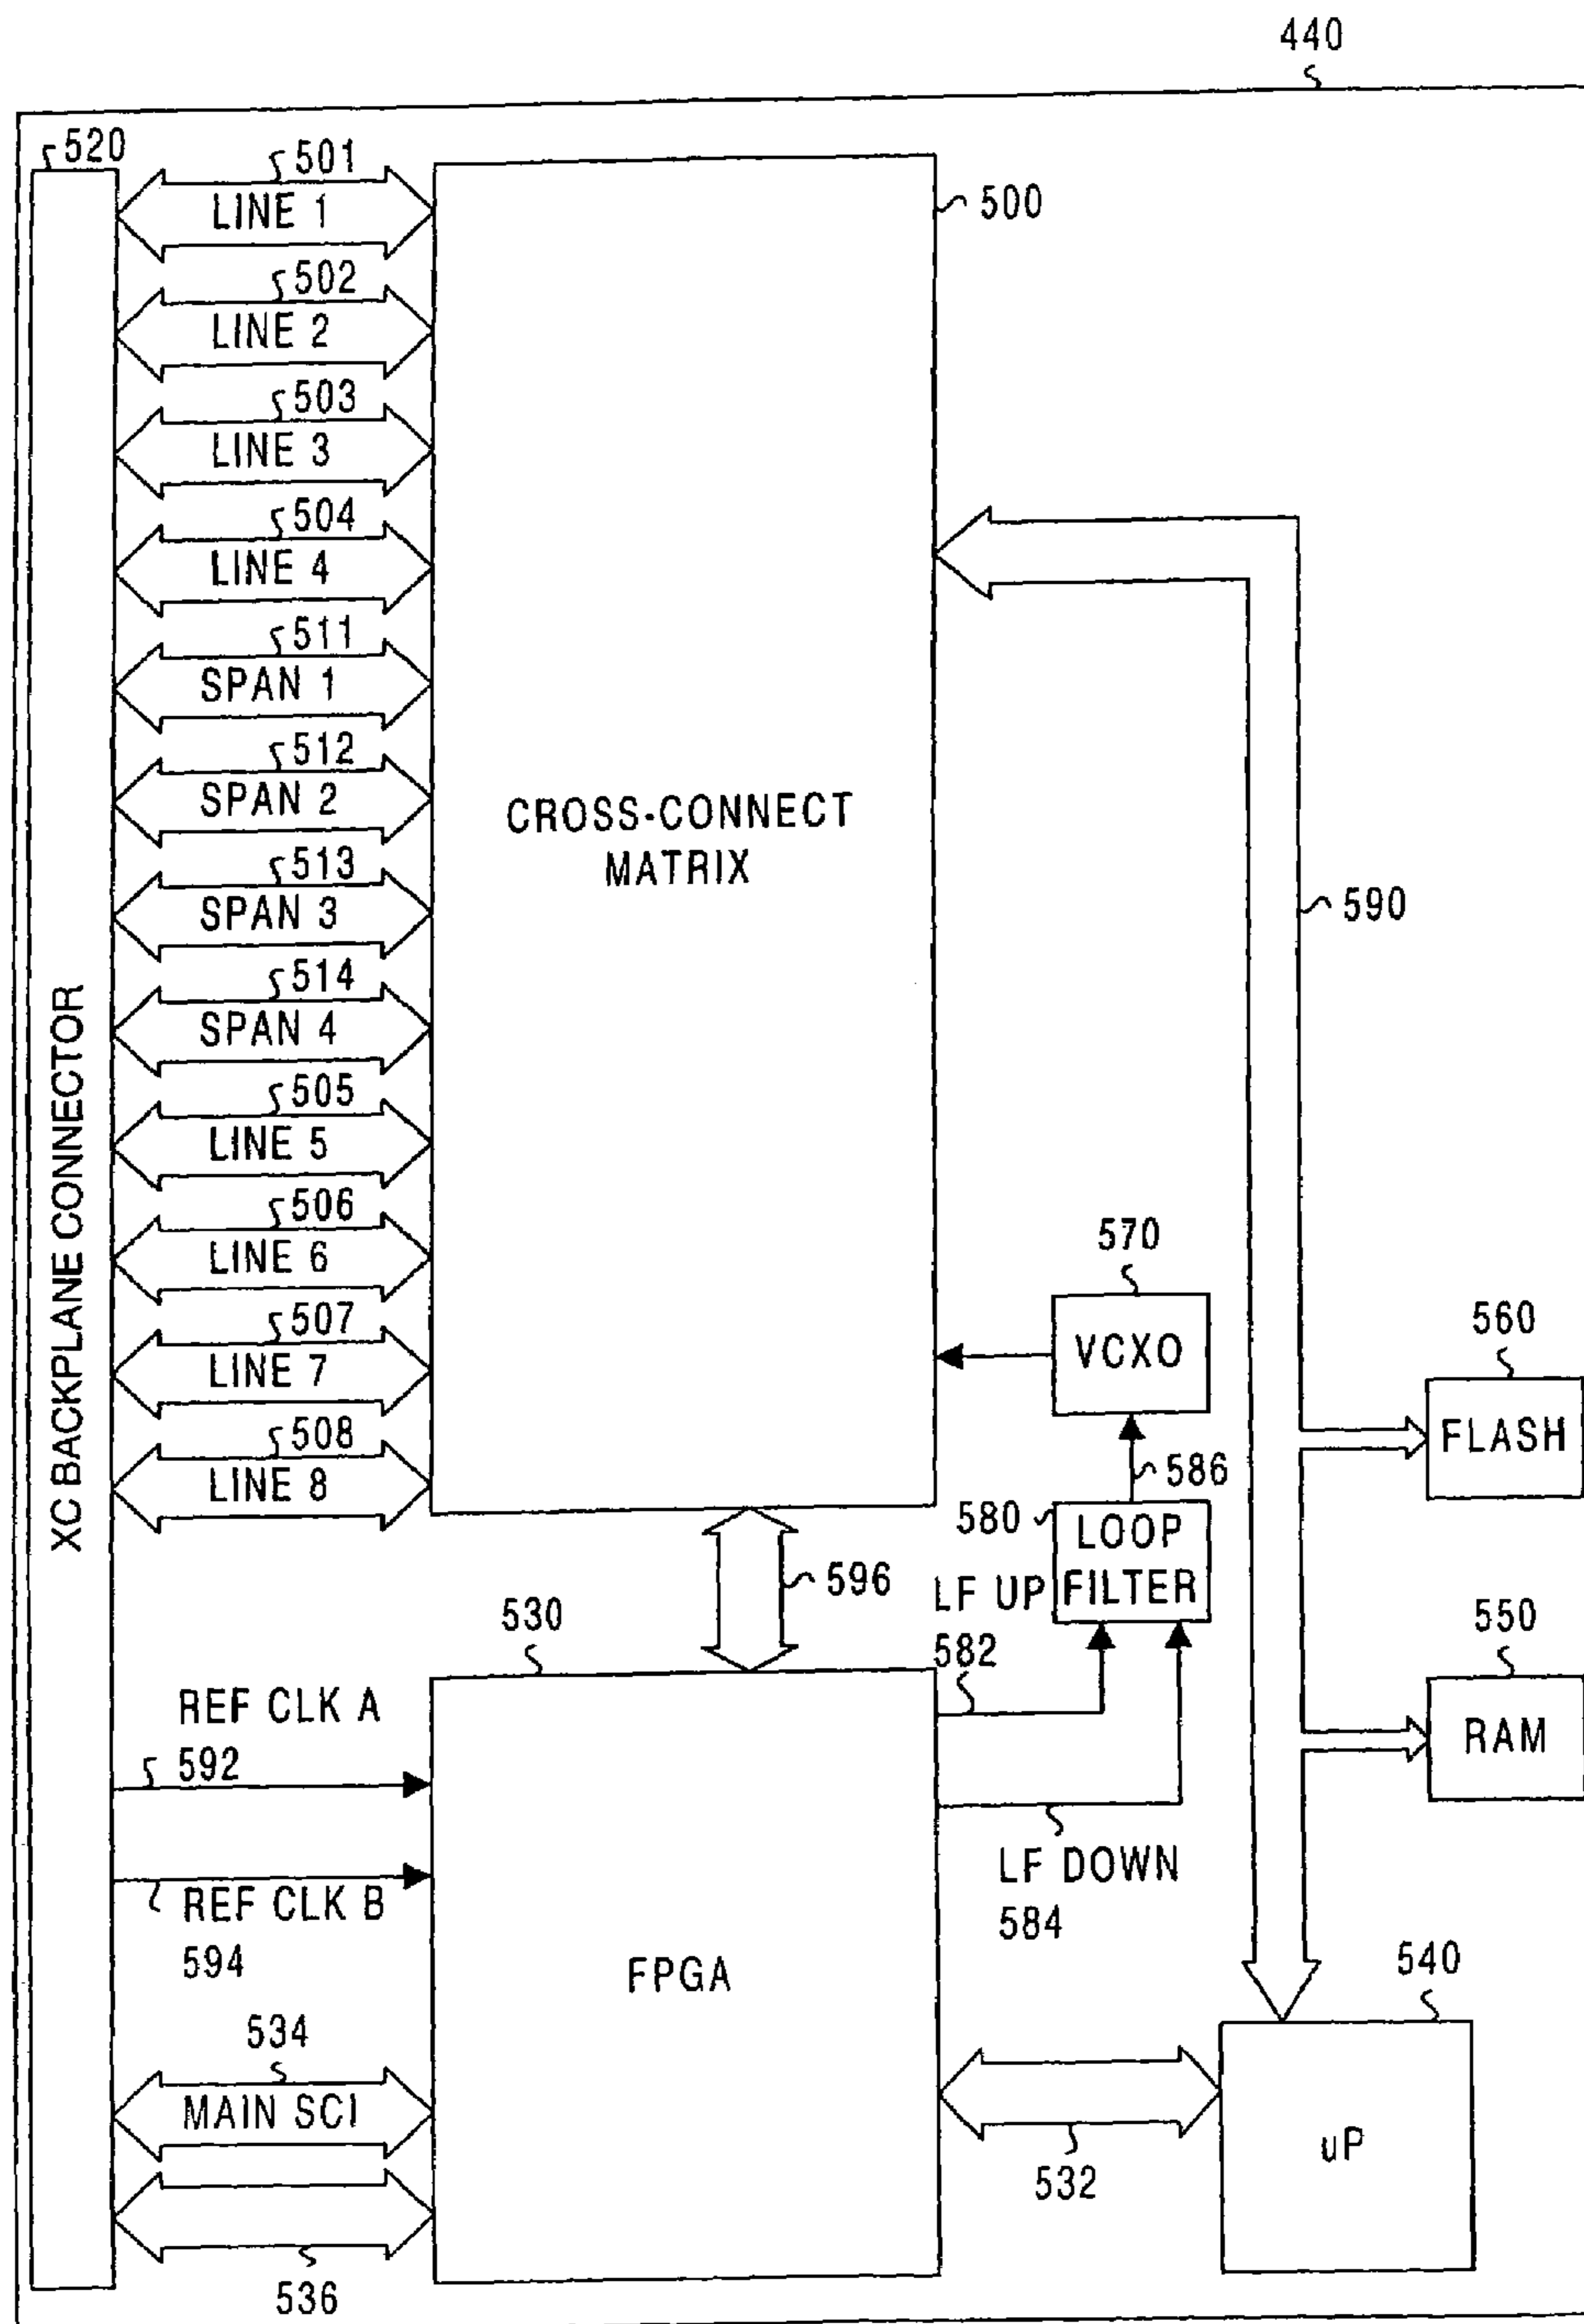 440
520
501
LINE 1
500
502
LINE 2
503
LINE 3
504
LINE 4
511
SPAN 1
512
SPAN 2
CROSS-CONNECT
MATRIX
513
SPAN 3
590
514
SPAN 4
XC BACKPLANE CONNECTOR
505
LINE 5
506
LINE 6
570
VCXO
507
LINE 7
560
FLASH
508
LINE 8
586
580
LOOP
FILTER
596
LF UP
582
530
550
RAM
REF CLK A
592
REF CLK B
594
LF DOWN
584
FPGA
540
534
MAIN SCI
uP
532
536